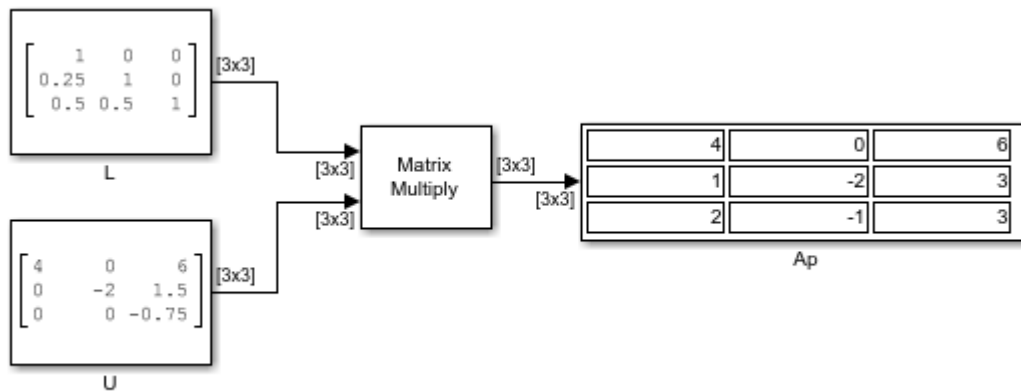 1 0 0
0.25 1 0
0.5 0.5 1
[3x3]
L
4 0 6
0 -2 1.5
0 0 -0.75
[3x3]
U
[3x3]
[3x3]
Matrix
Multiply
[3x3]
[3x3]
4 0 6
1 -2 3
2 -1 3
Ap